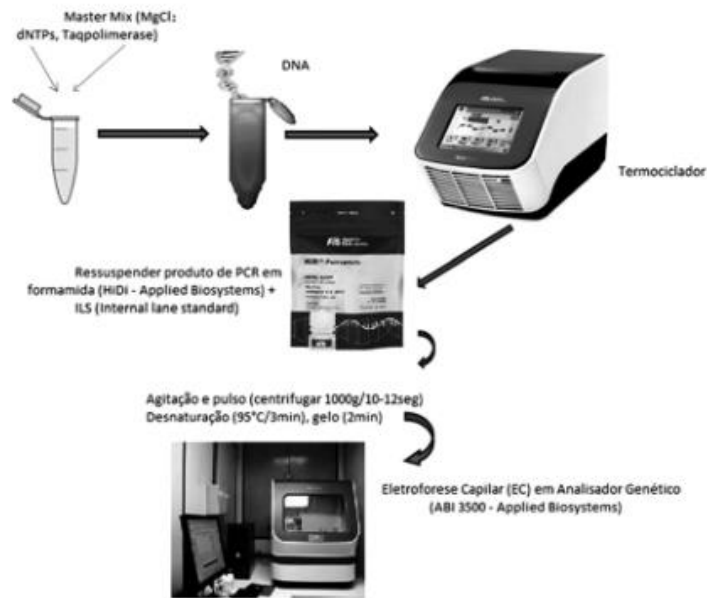 Master Mix (MgCl₂
dNTPs, Taqpolimerase)
DNA
Termociclador
Ressuspender produto de PCR em
formamida (HiDi - Applied Biosystems) +
ILS (Internal lane standard)
Agitação e pulso (centrifugar 1000g/10-12seg)
Desnaturação (95°C/3min), gelo (2min)
Eletroforese Capilar (EC) em Analisador Genético
(ABI 3500 - Applied Biosystems)